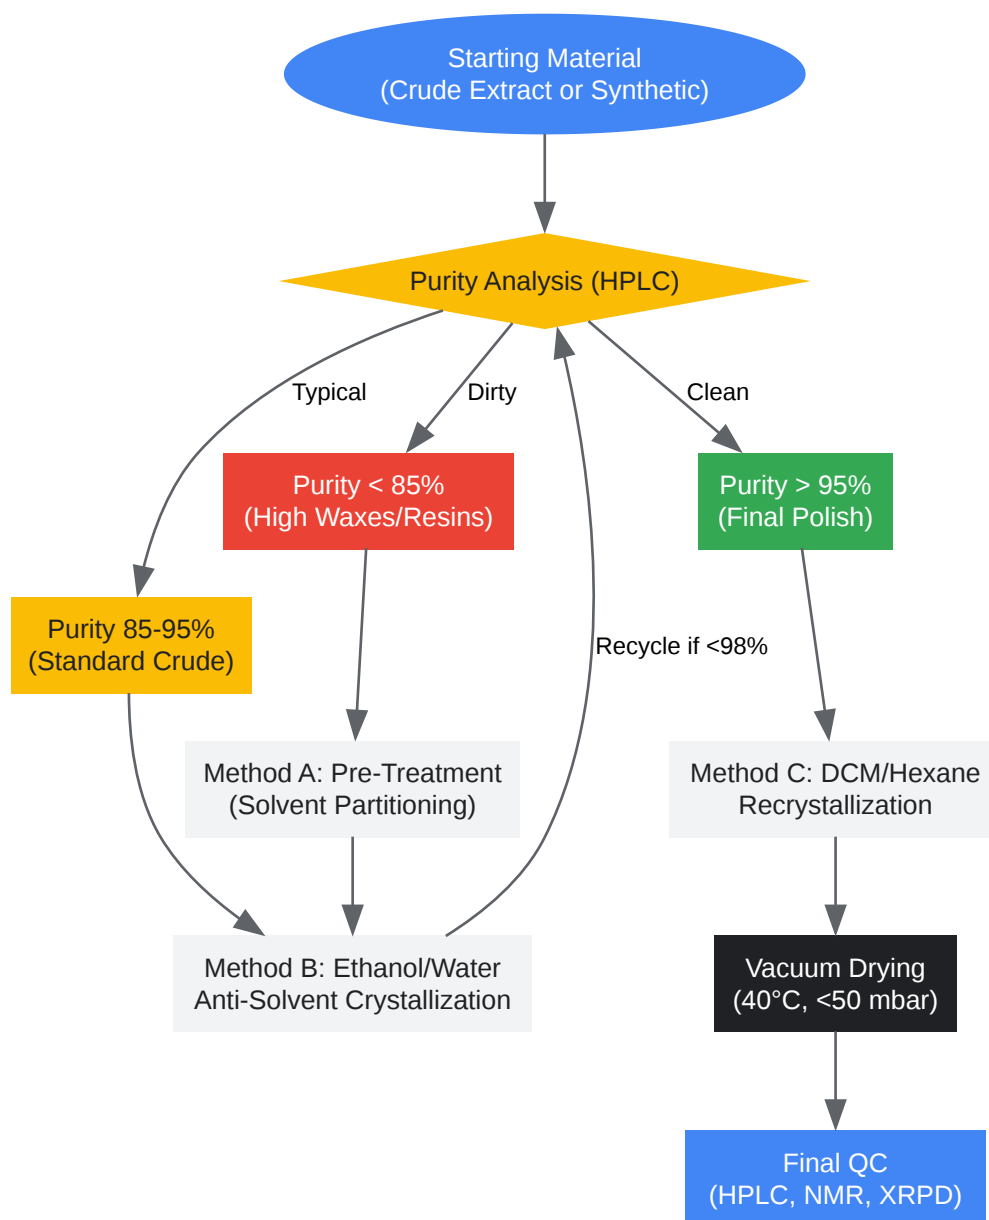 Starting Material
(Crude Extract or Synthetic)
Purity Analysis (HPLC)
Typical
Dirty
Clean
Purity < 85%
(High Waxes/Resins)
Purity > 95%
(Final Polish)
Purity 85-95%
(Standard Crude)
Recycle if <98%
Method A: Pre-Treatment
(Solvent Partitioning)
Method C: DCM/Hexane
Recrystallization
Method B: Ethanol/Water
Anti-Solvent Crystallization
Vacuum Drying
(40°C, <50 mbar)
Final QC
(HPLC, NMR, XRPD)